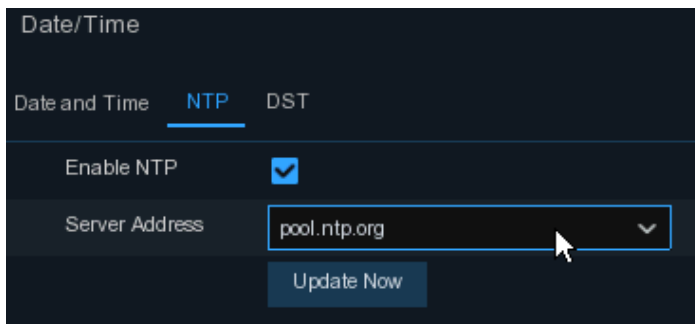 Date/Time
Date and Time NTP DST
Enable NTP
Server Address pool.ntp.org
Update Now